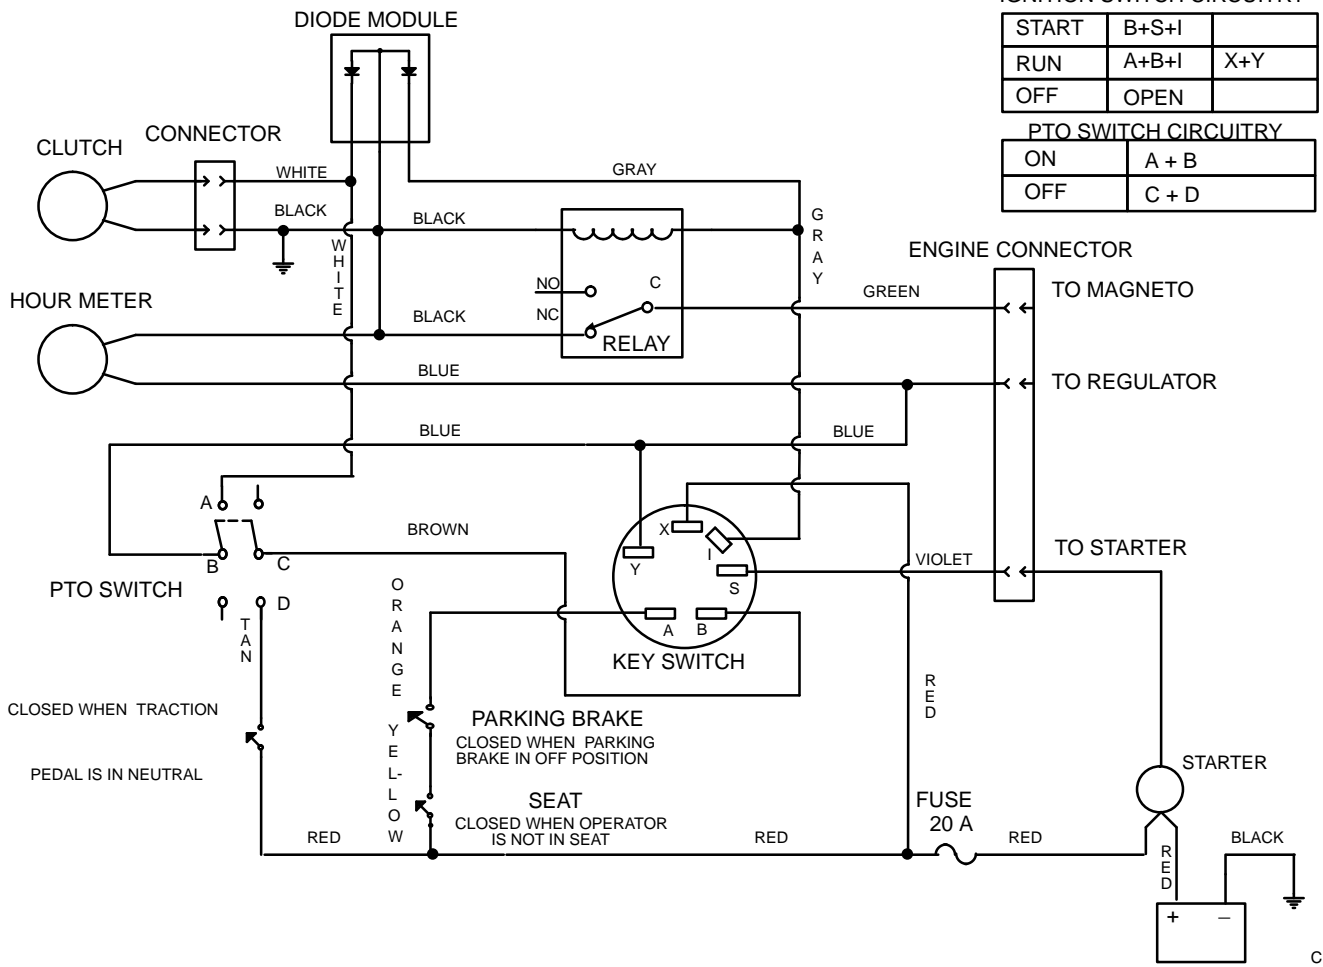 DIODE MODULE
IGNITION SWITCH CIRCUITRY
START B+S+I
RUN A+B+I X+Y
OFF OPEN
PTO SWITCH CIRCUITRY
ON A + B
OFF C + D
CLUTCH
CONNECTOR
WHITE
GRAY
BLACK
BLACK
WHITE
GRAY
ENGINE CONNECTOR
HOUR METER
NO
C
GREEN
TO MAGNETO
BLACK
NC
RELAY
BLUE
TO REGULATOR
BLUE
BLUE
A
BROWN
X
I
Y
S
VIOLET
TO STARTER
B
C
PTO SWITCH
D
TAN
ORANGE
A
B
KEY SWITCH
RED
CLOSED WHEN TRACTION
PEDAL IS IN NEUTRAL
YEL-
LOW
PARKING BRAKE
CLOSED WHEN PARKING
BRAKE IN OFF POSITION
SEAT
CLOSED WHEN OPERATOR
IS NOT IN SEAT
STARTER
FUSE
20 A
RED
RED
RED
RED
BLACK
+
–
C